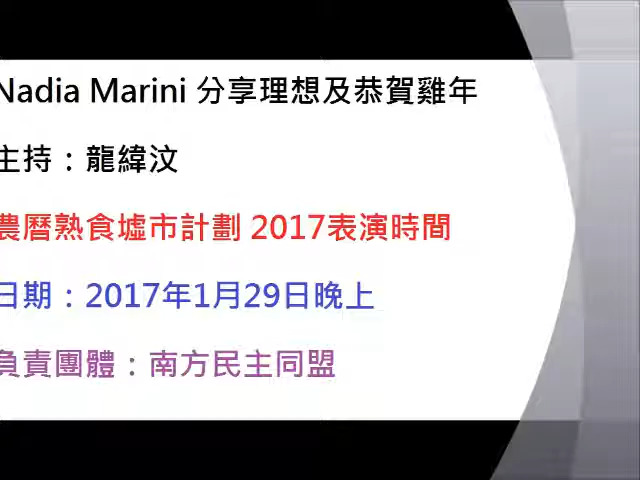 Nadia Marini 分享理想及恭賀雞年
主持：龍緯汶
農曆熟食墟市計劃 2017表演時間
日期：2017年1月29日晚上
負責團體：南方民主同盟